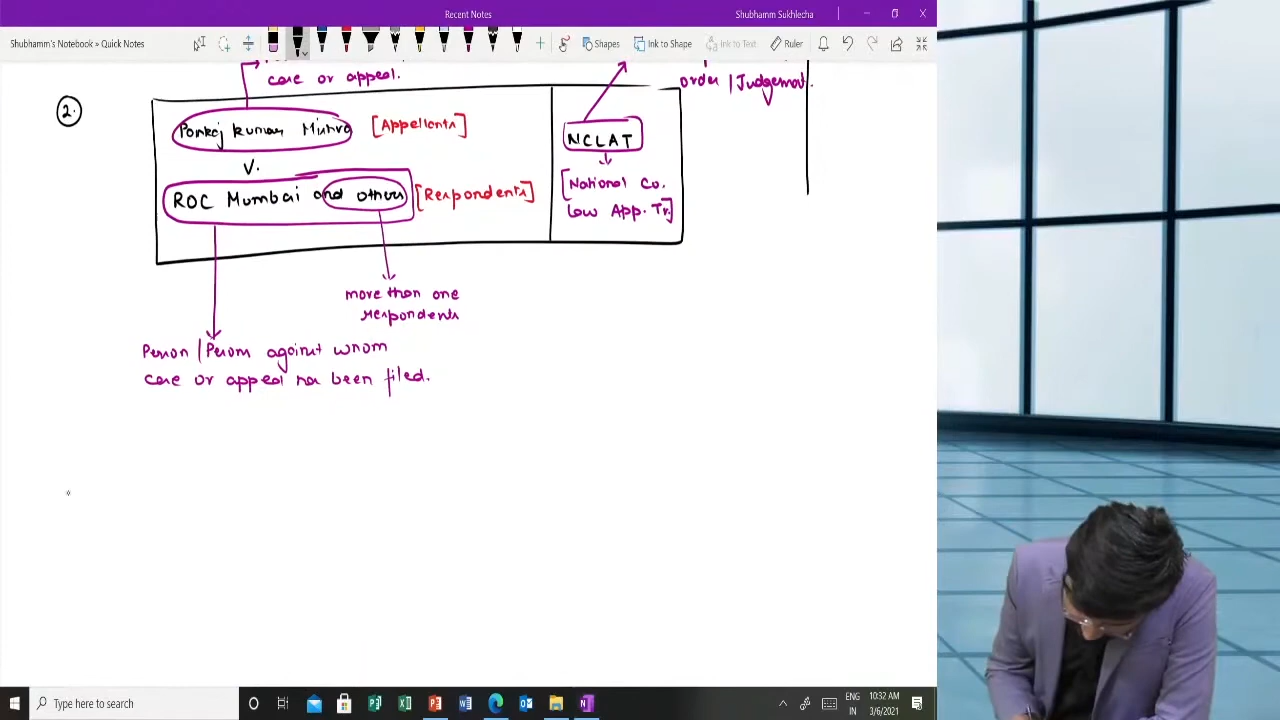 Recent Notes
Shubhamm Sukhlecha
Shubhamm's Notebook » Quick Notes
Shapes
Ink to Shape
Ink to Text
Ruler
case or appeal.
order / Judgement.
2.
Pankaj Kumar Mishra [Appellants]
V.
ROC Mumbai and others [Respondents]
NCLAT
[National Co.
Law App. Tr.]
more than one
respondents
Person / Persons against whom
case or appeal has been filed.
Type here to search
ENG
IN
10:32 AM
3/6/2021